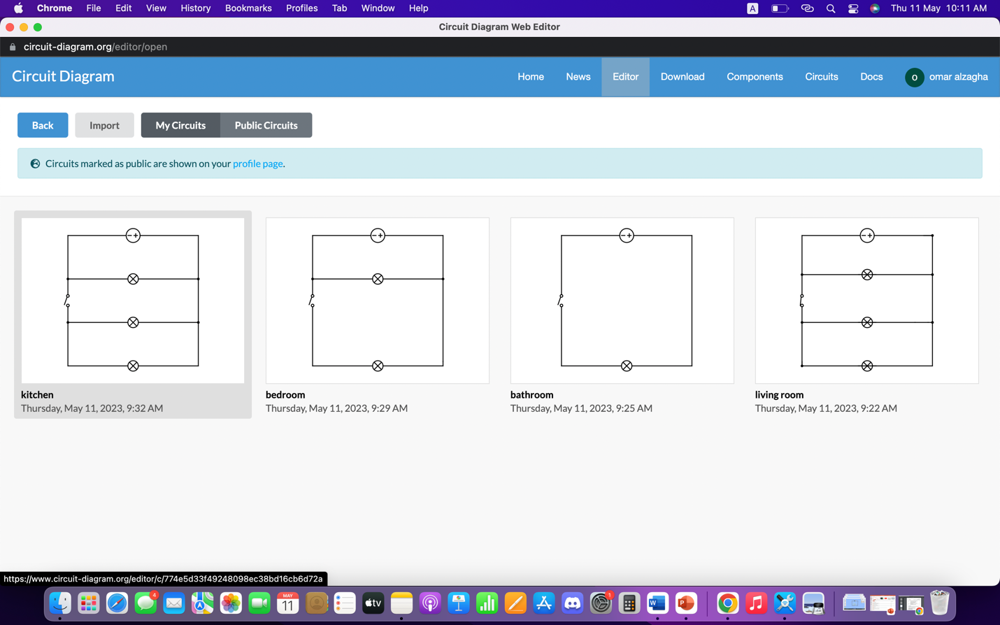 Chrome File Edit View History Bookmarks Profiles Tab Window Help A Thu 11 May 10:11 AM
Circuit Diagram Web Editor
circuit-diagram.org/editor/open
Circuit Diagram Home News Editor Download Components Circuits Docs o omar alzagha
Back Import My Circuits Public Circuits
Circuits marked as public are shown on your profile page.
kitchen
Thursday, May 11, 2023, 9:32 AM
bedroom
Thursday, May 11, 2023, 9:29 AM
bathroom
Thursday, May 11, 2023, 9:25 AM
living room
Thursday, May 11, 2023, 9:22 AM
https://www.circuit-diagram.org/editor/c/774e5d33f49248098ec38bd16cb6d72a
4 MAY 11 tv 1 W P